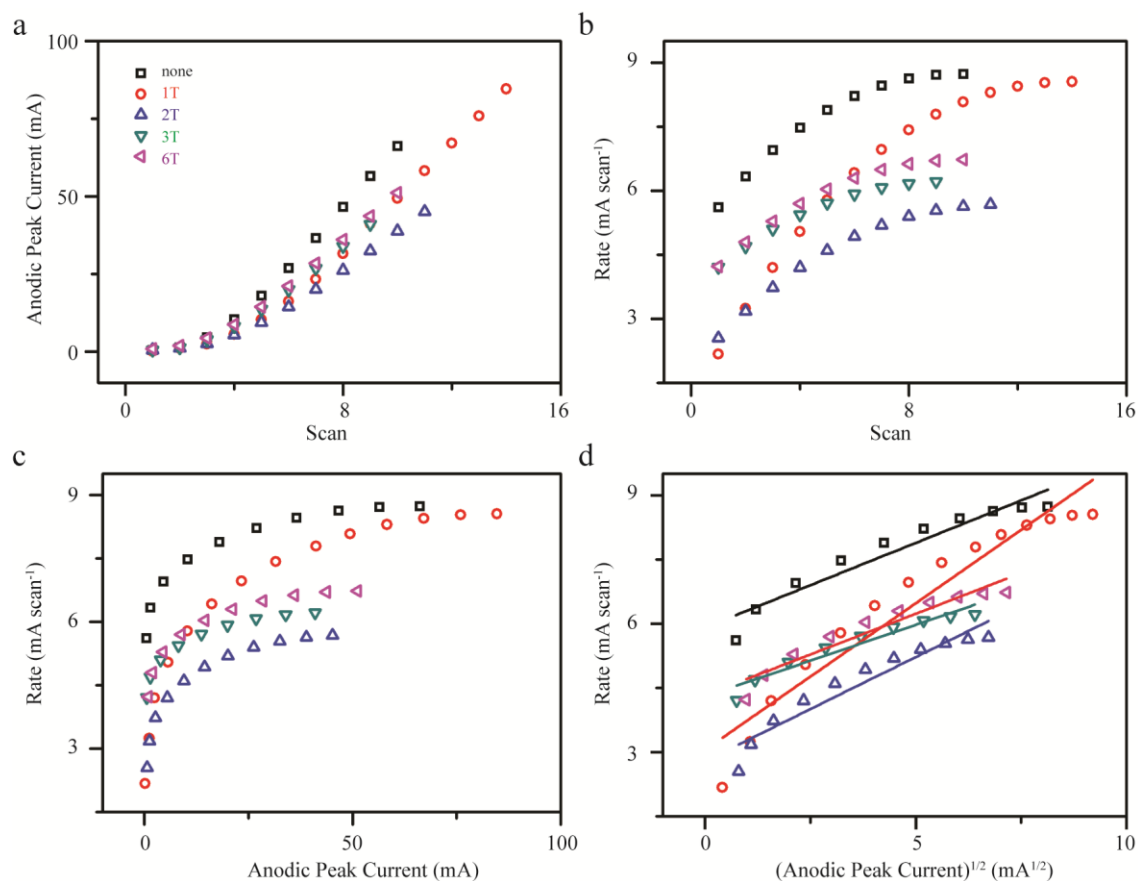 a
100
50
0
Anodic Peak Current (mA)
none
1T
2T
3T
6T
0
8
16
Scan
b
9
6
3
Rate (mA scan⁻¹)
0
8
16
Scan
c
9
6
3
Rate (mA scan⁻¹)
0
50
100
Anodic Peak Current (mA)
d
9
6
3
Rate (mA scan⁻¹)
0
5
10
(Anodic Peak Current)¹/² (mA¹/²)